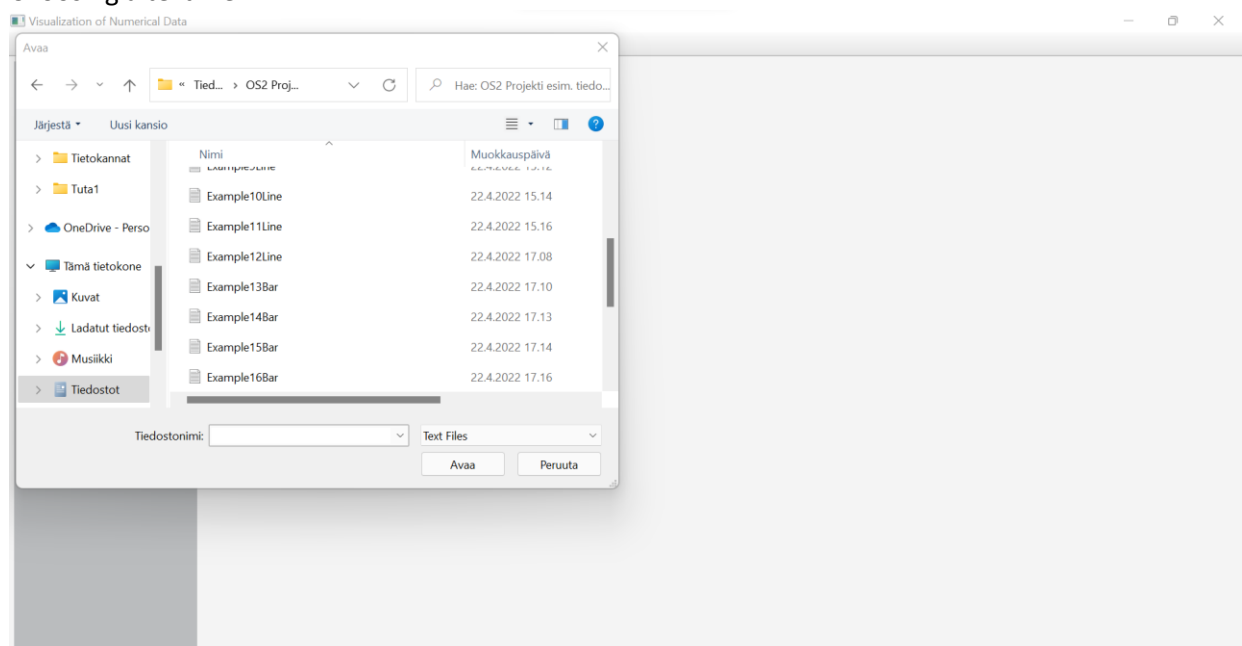 Visualization of Numerical Data
Avaa
« Tied... > OS2 Proj...
Hae: OS2 Projekti esim. tiedo...
Järjestä
Uusi kansio
Nimi
Muokkauspäivä
Tietokannat
Tuta1
OneDrive - Perso
Tämä tietokone
Kuvat
Ladatut tiedosto
Musiikki
Tiedostot
Example10Line 22.4.2022 15.14
Example11Line 22.4.2022 15.16
Example12Line 22.4.2022 17.08
Example13Bar 22.4.2022 17.10
Example14Bar 22.4.2022 17.13
Example15Bar 22.4.2022 17.14
Example16Bar 22.4.2022 17.16
Tiedostonimi:
Text Files
Avaa
Peruuta